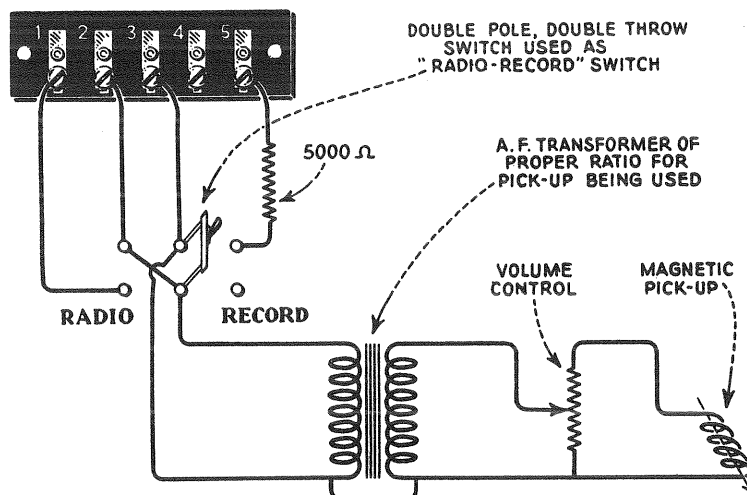 1 2 3 4 5
DOUBLE POLE, DOUBLE THROW
SWITCH USED AS
"RADIO-RECORD" SWITCH
5000 Ω
A.F. TRANSFORMER OF
PROPER RATIO FOR
PICK-UP BEING USED
VOLUME
CONTROL
MAGNETIC
PICK-UP
RADIO
RECORD